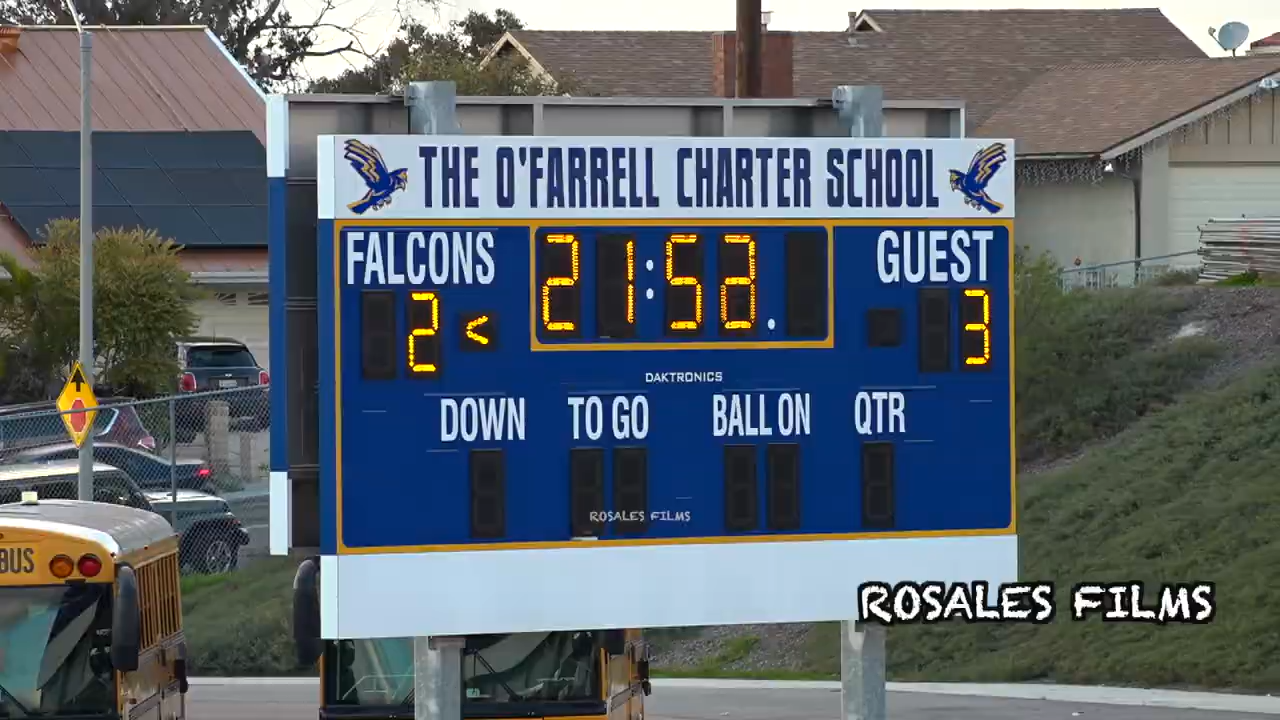 THE O'FARRELL CHARTER SCHOOL
FALCONS 21:52. GUEST
2 < 3
DAKTRONICS
DOWN TO GO BALL ON QTR
ROSALES FILMS
ROSALES FILMS
BUS